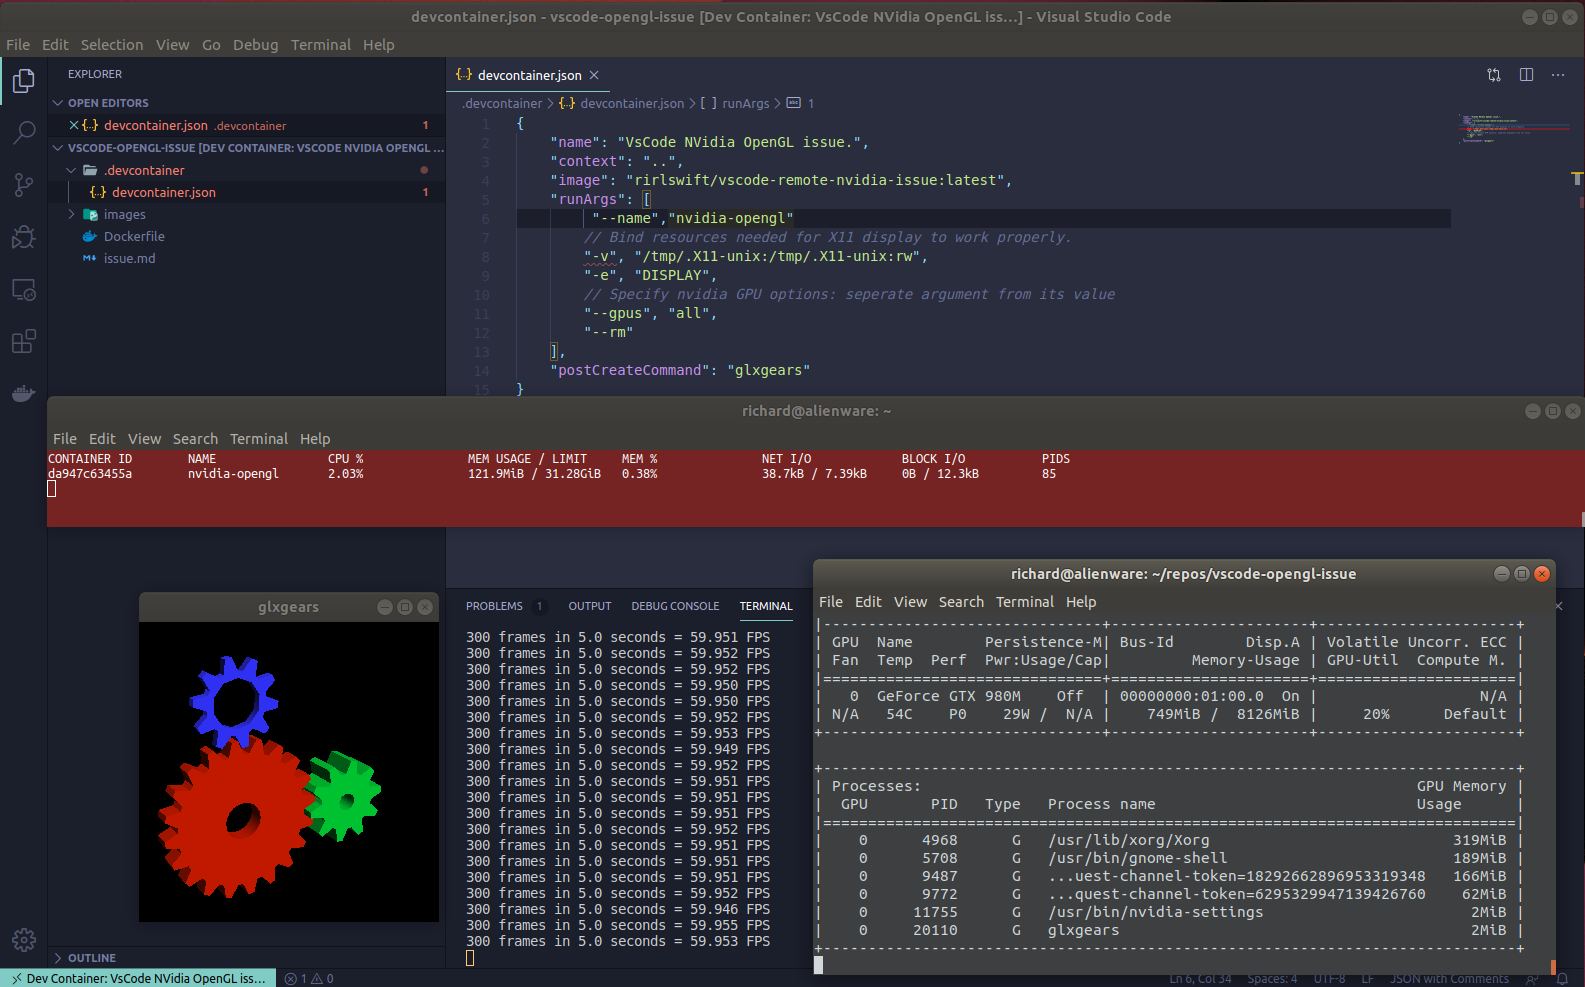 devcontainer.json - vscode-opengl-issue [Dev Container: VsCode NVidia OpenGL iss...] - Visual Studio Code
File Edit Selection View Go Debug Terminal Help
EXPLORER
OPEN EDITORS
devcontainer.json .devcontainer 1
VSCODE-OPENGL-ISSUE [DEV CONTAINER: VSCODE NVIDIA OPENGL ...
.devcontainer
devcontainer.json 1
images
Dockerfile
issue.md
devcontainer.json
.devcontainer > {..} devcontainer.json > [ ] runArgs > 1
1 {
2 "name": "VsCode NVidia OpenGL issue.",
3 "context": "..",
4 "image": "rirlswift/vscode-remote-nvidia-issue:latest",
5 "runArgs": [
6 "--name","nvidia-opengl"
7 // Bind resources needed for X11 display to work properly.
8 "-v", "/tmp/.X11-unix:/tmp/.X11-unix:rw",
9 "-e", "DISPLAY",
10 // Specify nvidia GPU options: seperate argument from its value
11 "--gpus", "all",
12 "--rm"
13 ],
14 "postCreateCommand": "glxgears"
15 }
richard@alienware: ~
File Edit View Search Terminal Help
CONTAINER ID NAME CPU % MEM USAGE / LIMIT MEM % NET I/O BLOCK I/O PIDS
da947c63455a nvidia-opengl 2.03% 121.9MiB / 31.28GiB 0.38% 38.7kB / 7.39kB 0B / 12.3kB 85
glxgears
PROBLEMS 1 OUTPUT DEBUG CONSOLE TERMINAL
300 frames in 5.0 seconds = 59.951 FPS
300 frames in 5.0 seconds = 59.952 FPS
300 frames in 5.0 seconds = 59.952 FPS
300 frames in 5.0 seconds = 59.950 FPS
300 frames in 5.0 seconds = 59.950 FPS
300 frames in 5.0 seconds = 59.952 FPS
300 frames in 5.0 seconds = 59.953 FPS
300 frames in 5.0 seconds = 59.949 FPS
300 frames in 5.0 seconds = 59.952 FPS
300 frames in 5.0 seconds = 59.951 FPS
300 frames in 5.0 seconds = 59.951 FPS
300 frames in 5.0 seconds = 59.951 FPS
300 frames in 5.0 seconds = 59.952 FPS
300 frames in 5.0 seconds = 59.951 FPS
300 frames in 5.0 seconds = 59.951 FPS
300 frames in 5.0 seconds = 59.951 FPS
300 frames in 5.0 seconds = 59.952 FPS
300 frames in 5.0 seconds = 59.946 FPS
300 frames in 5.0 seconds = 59.955 FPS
300 frames in 5.0 seconds = 59.953 FPS
richard@alienware: ~/repos/vscode-opengl-issue
File Edit View Search Terminal Help
|-------------------------------+----------------------+----------------------+
| GPU Name Persistence-M| Bus-Id Disp.A | Volatile Uncorr. ECC |
| Fan Temp Perf Pwr:Usage/Cap| Memory-Usage | GPU-Util Compute M. |
|===============================+======================+======================|
| 0 GeForce GTX 980M Off | 00000000:01:00.0 On | N/A |
| N/A 54C P0 29W / N/A | 749MiB / 8126MiB | 20% Default |
+-------------------------------+----------------------+----------------------+
+-----------------------------------------------------------------------------+
| Processes: GPU Memory |
| GPU PID Type Process name Usage |
|=============================================================================|
| 0 4968 G /usr/lib/xorg/Xorg 319MiB |
| 0 5708 G /usr/bin/gnome-shell 189MiB |
| 0 9487 G ...uest-channel-token=18292662896953319348 166MiB |
| 0 9772 G ...quest-channel-token=6295329947139426760 62MiB |
| 0 11755 G /usr/bin/nvidia-settings 2MiB |
| 0 20110 G glxgears 2MiB |
+-----------------------------------------------------------------------------+
OUTLINE
Dev Container: VsCode NVidia OpenGL iss... 1 0 Ln 6, Col 34 Spaces: 4 UTF-8 LF JSON with Comments